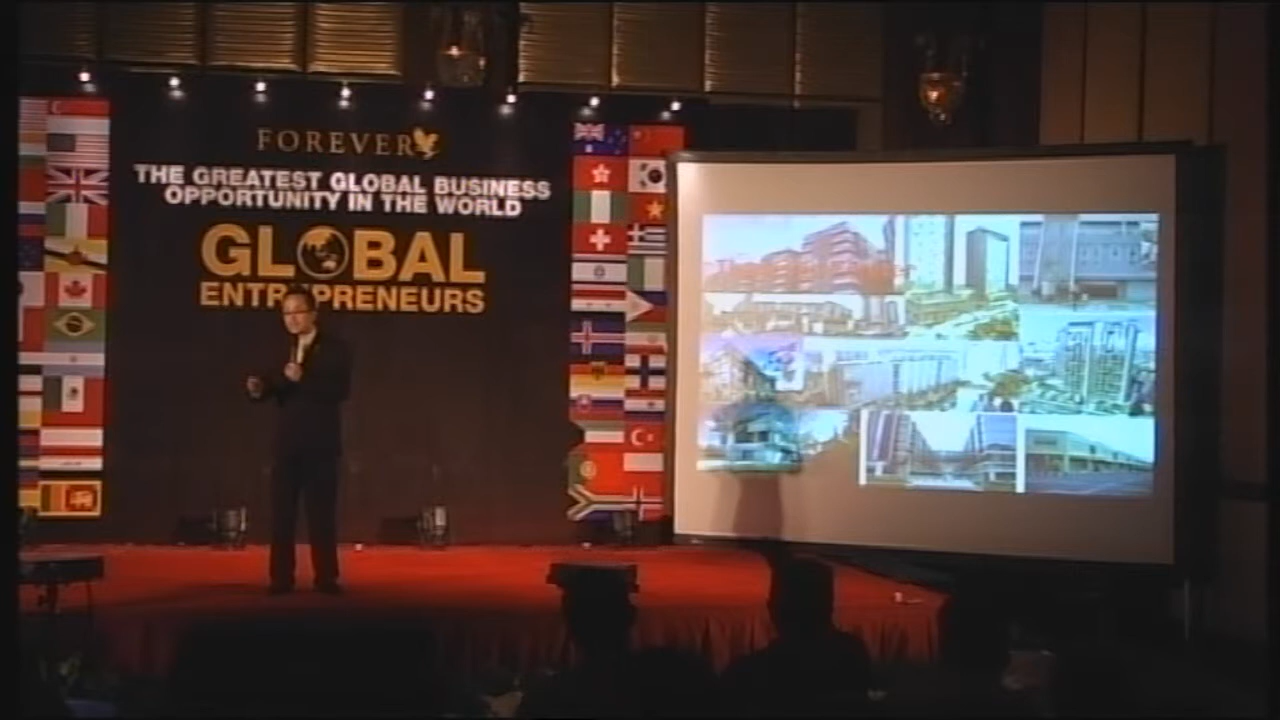 FOREVER
THE GREATEST GLOBAL BUSINESS
OPPORTUNITY IN THE WORLD
GLOBAL
ENTREPRENEURS